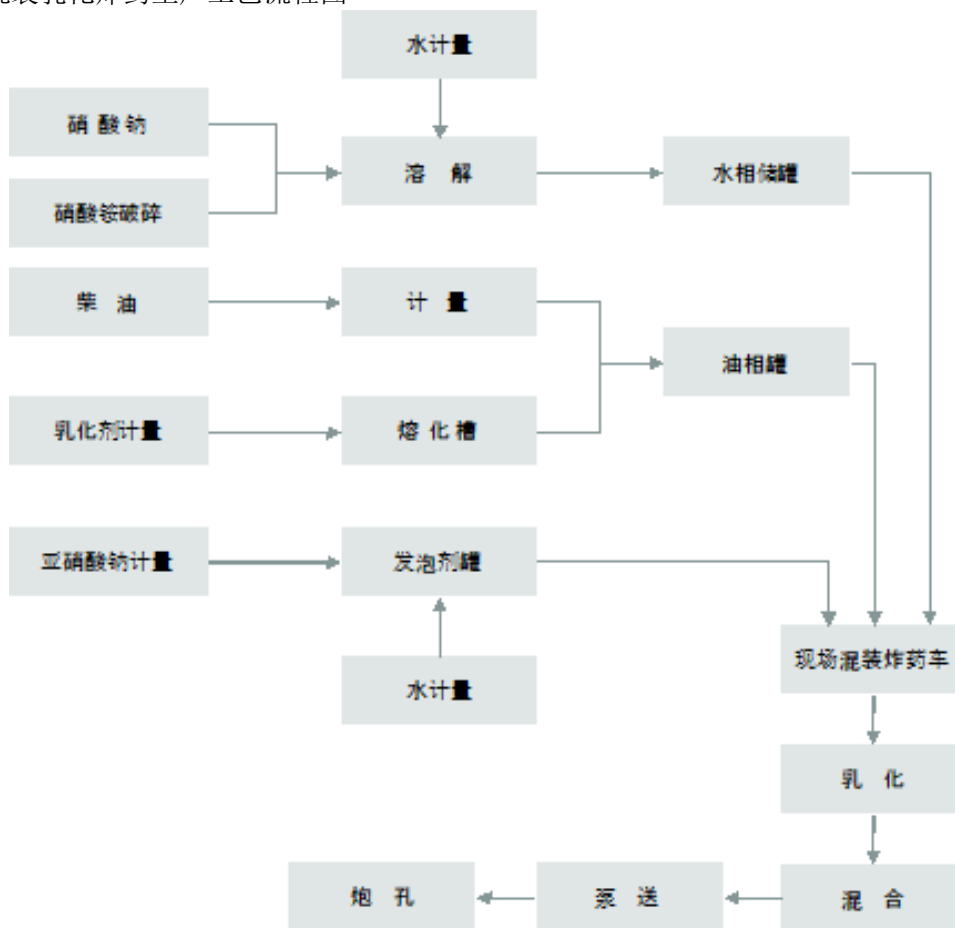 水计量
硝酸钠
溶解
水相储罐
硝酸铵破碎
柴油
计量
油相罐
乳化剂计量
熔化槽
亚硝酸钠计量
发泡剂罐
现场混装炸药车
水计量
乳化
混合
泵送
炮孔